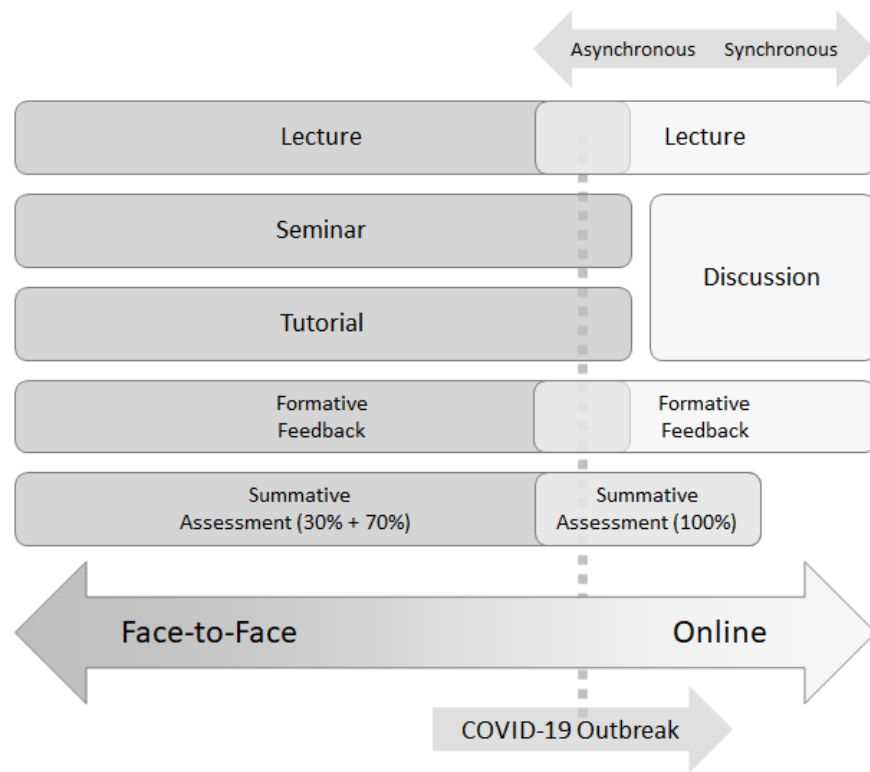 Asynchronous Synchronous
Lecture Lecture
Seminar
Discussion
Tutorial
Formative
Feedback
Formative
Feedback
Summative
Assessment (30% + 70%)
Summative
Assessment (100%)
Face-to-Face Online
COVID-19 Outbreak